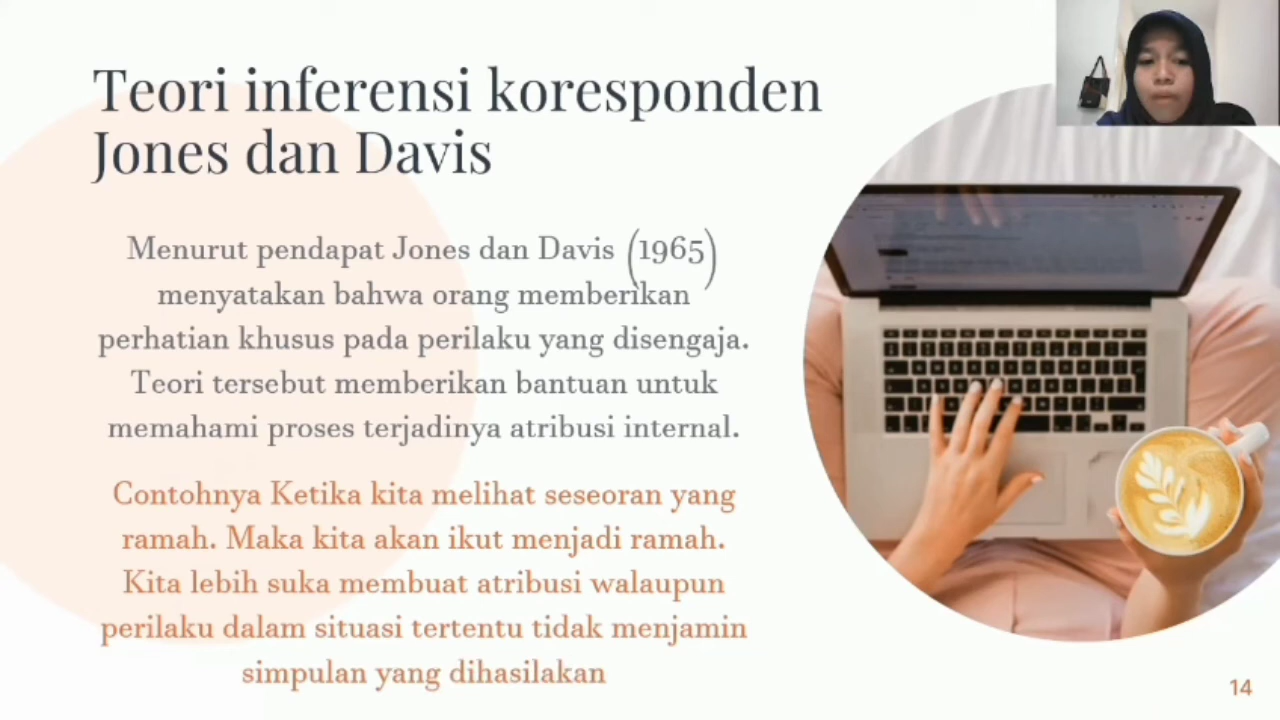 Teori inferensi koresponden
Jones dan Davis
Menurut pendapat Jones dan Davis (1965)
menyatakan bahwa orang memberikan
perhatian khusus pada perilaku yang disengaja.
Teori tersebut memberikan bantuan untuk
memahami proses terjadinya atribusi internal.
Contohnya Ketika kita melihat seseoran yang
ramah. Maka kita akan ikut menjadi ramah.
Kita lebih suka membuat atribusi walaupun
perilaku dalam situasi tertentu tidak menjamin
simpulan yang dihasilakan
14